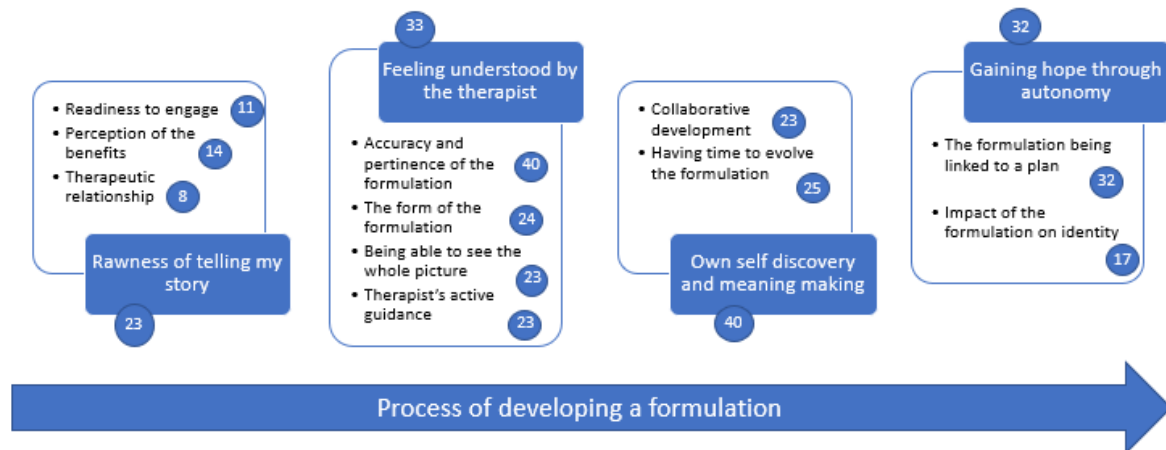 • Readiness to engage 11
• Perception of the
benefits 14
• Therapeutic
relationship 8
Rawness of telling my
story
23
33
Feeling understood by
the therapist
• Accuracy and
pertinence of the 40
formulation
• The form of the 24
formulation
• Being able to see the
whole picture 23
• Therapist's active
guidance 23
• Collaborative
development 23
• Having time to evolve
the formulation 25
Own self discovery
and meaning making
40
32
Gaining hope through
autonomy
• The formulation being
linked to a plan 32
• Impact of the
formulation on identity
17
Process of developing a formulation